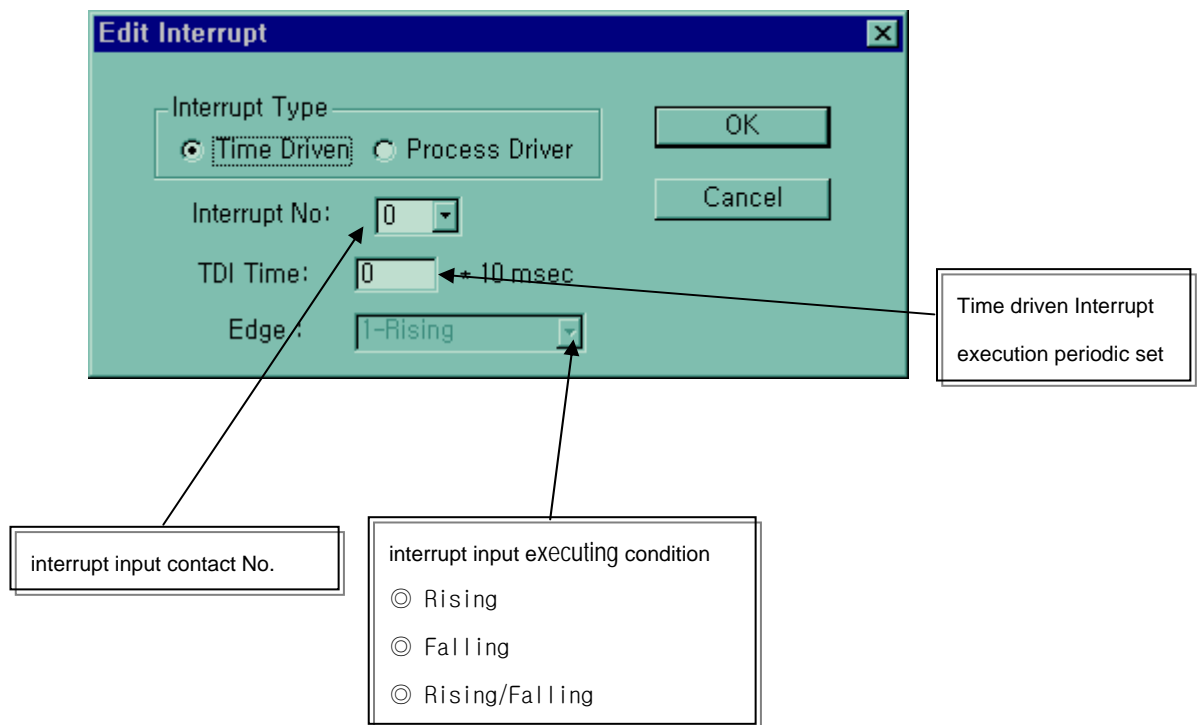 Edit Interrupt
Interrupt Type
Time Driven Process Driver
OK
Interrupt No: 0
Cancel
TDI Time: 0 * 10 msec
Edge : 1-Rising
Time driven Interrupt
execution periodic set
interrupt input contact No.
interrupt input executing condition
◎ Rising
◎ Falling
◎ Rising/Falling